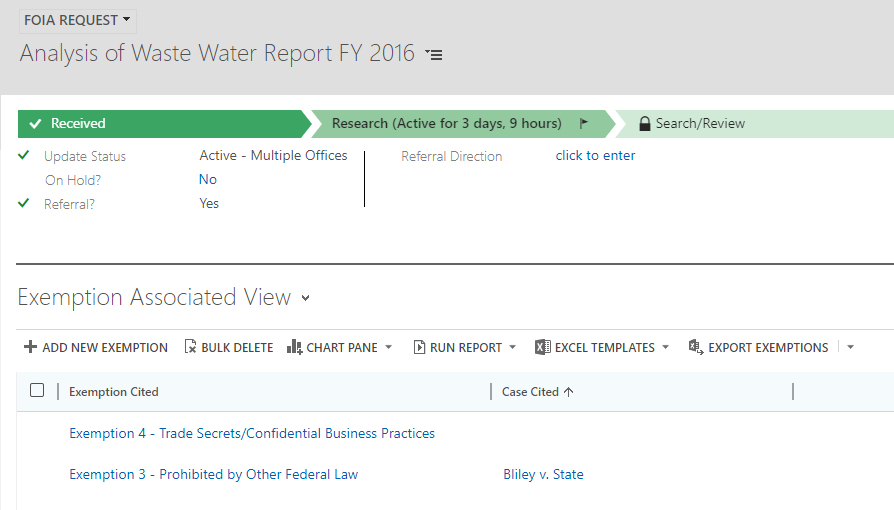 FOIA REQUEST
Analysis of Waste Water Report FY 2016
Received
Research (Active for 3 days, 9 hours)
Search/Review
Update Status Active - Multiple Offices Referral Direction click to enter
On Hold? No
Referral? Yes
Exemption Associated View
ADD NEW EXEMPTION BULK DELETE CHART PANE RUN REPORT EXCEL TEMPLATES EXPORT EXEMPTIONS
Exemption Cited Case Cited
Exemption 4 - Trade Secrets/Confidential Business Practices
Exemption 3 - Prohibited by Other Federal Law Bliley v. State